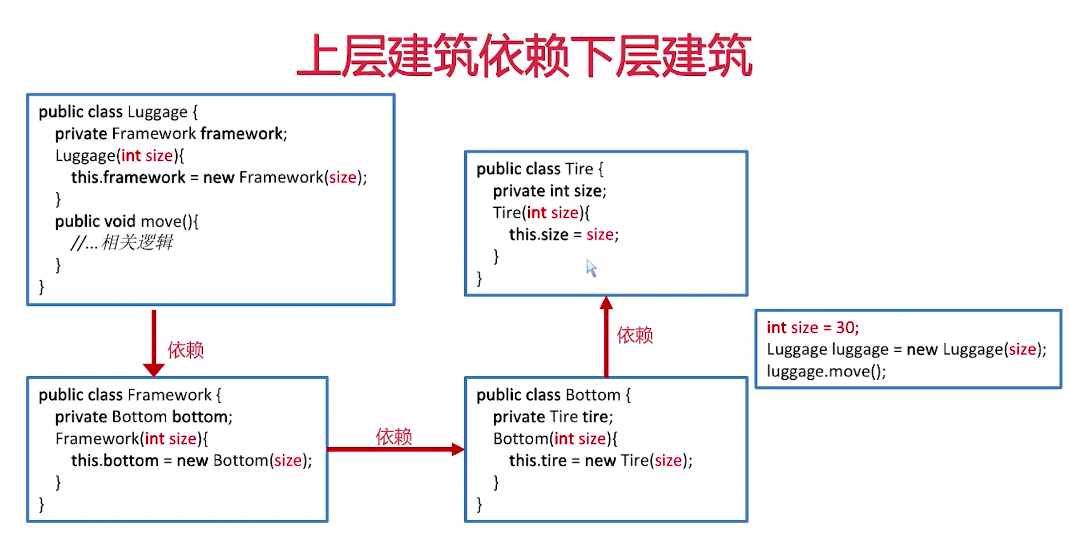 上层建筑依赖下层建筑
public class Luggage {
private Framework framework;
Luggage(int size){
this.framework = new Framework(size);
}
public void move(){
//...相关逻辑
}
}
依赖
public class Framework {
private Bottom bottom;
Framework(int size){
this.bottom = new Bottom(size);
}
}
依赖
public class Bottom {
private Tire tire;
Bottom(int size){
this.tire = new Tire(size);
}
}
依赖
public class Tire {
private int size;
Tire(int size){
this.size = size;
}
}
int size = 30;
Luggage luggage = new Luggage(size);
luggage.move();